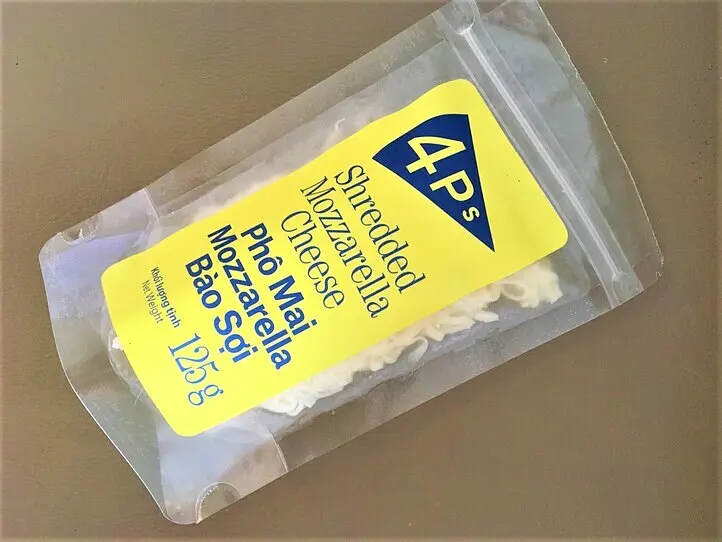 4Ps
Shredded
Mozzarella
Cheese
Phô Mai
Mozzarella
Bào Sợi
Khối lượng tịnh
Net Weight
125g